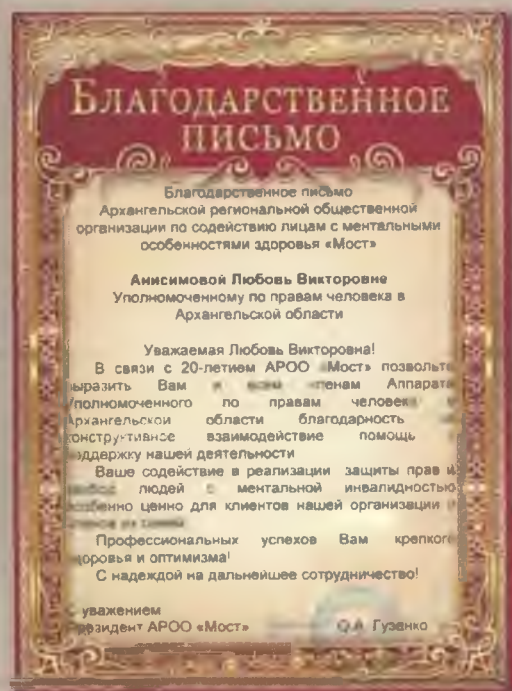 БЛАГОДАРСТВЕННОЕ
ПИСЬМО
Благодарственное письмо
Архангельской региональной общественной
организации по содействию лицам с ментальными
особенностями здоровья «Мост»
Анисимовой Любовь Викторовне
Уполномоченному по правам человека в
Архангельской области
Уважаемая Любовь Викторовна!
В связи с 20-летием АРОО «Мост» позвольте
выразить Вам и всем членам Аппарата
Уполномоченного по правам человека в
Архангельской области благодарность за
конструктивное взаимодействие помощь
поддержку нашей деятельности
Ваше содействие в реализации защиты прав и
людей с ментальной инвалидностью
особенно ценно для клиентов нашей организации и
Профессиональных успехов Вам крепкого
здоровья и оптимизма!
С надеждой на дальнейшее сотрудничество!
С уважением
Президент АРОО «Мост» О.А. Гузенко